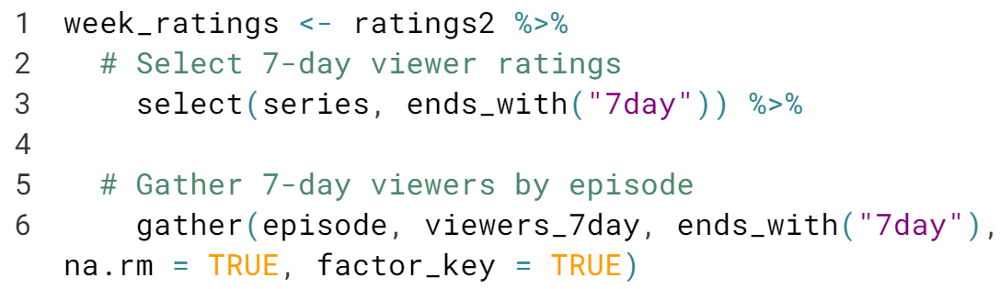 1 week_ratings <- ratings2 %>%
2 # Select 7-day viewer ratings
3 select(series, ends_with("7day")) %>%
4
5 # Gather 7-day viewers by episode
6 gather(episode, viewers_7day, ends_with("7day"),
na.rm = TRUE, factor_key = TRUE)